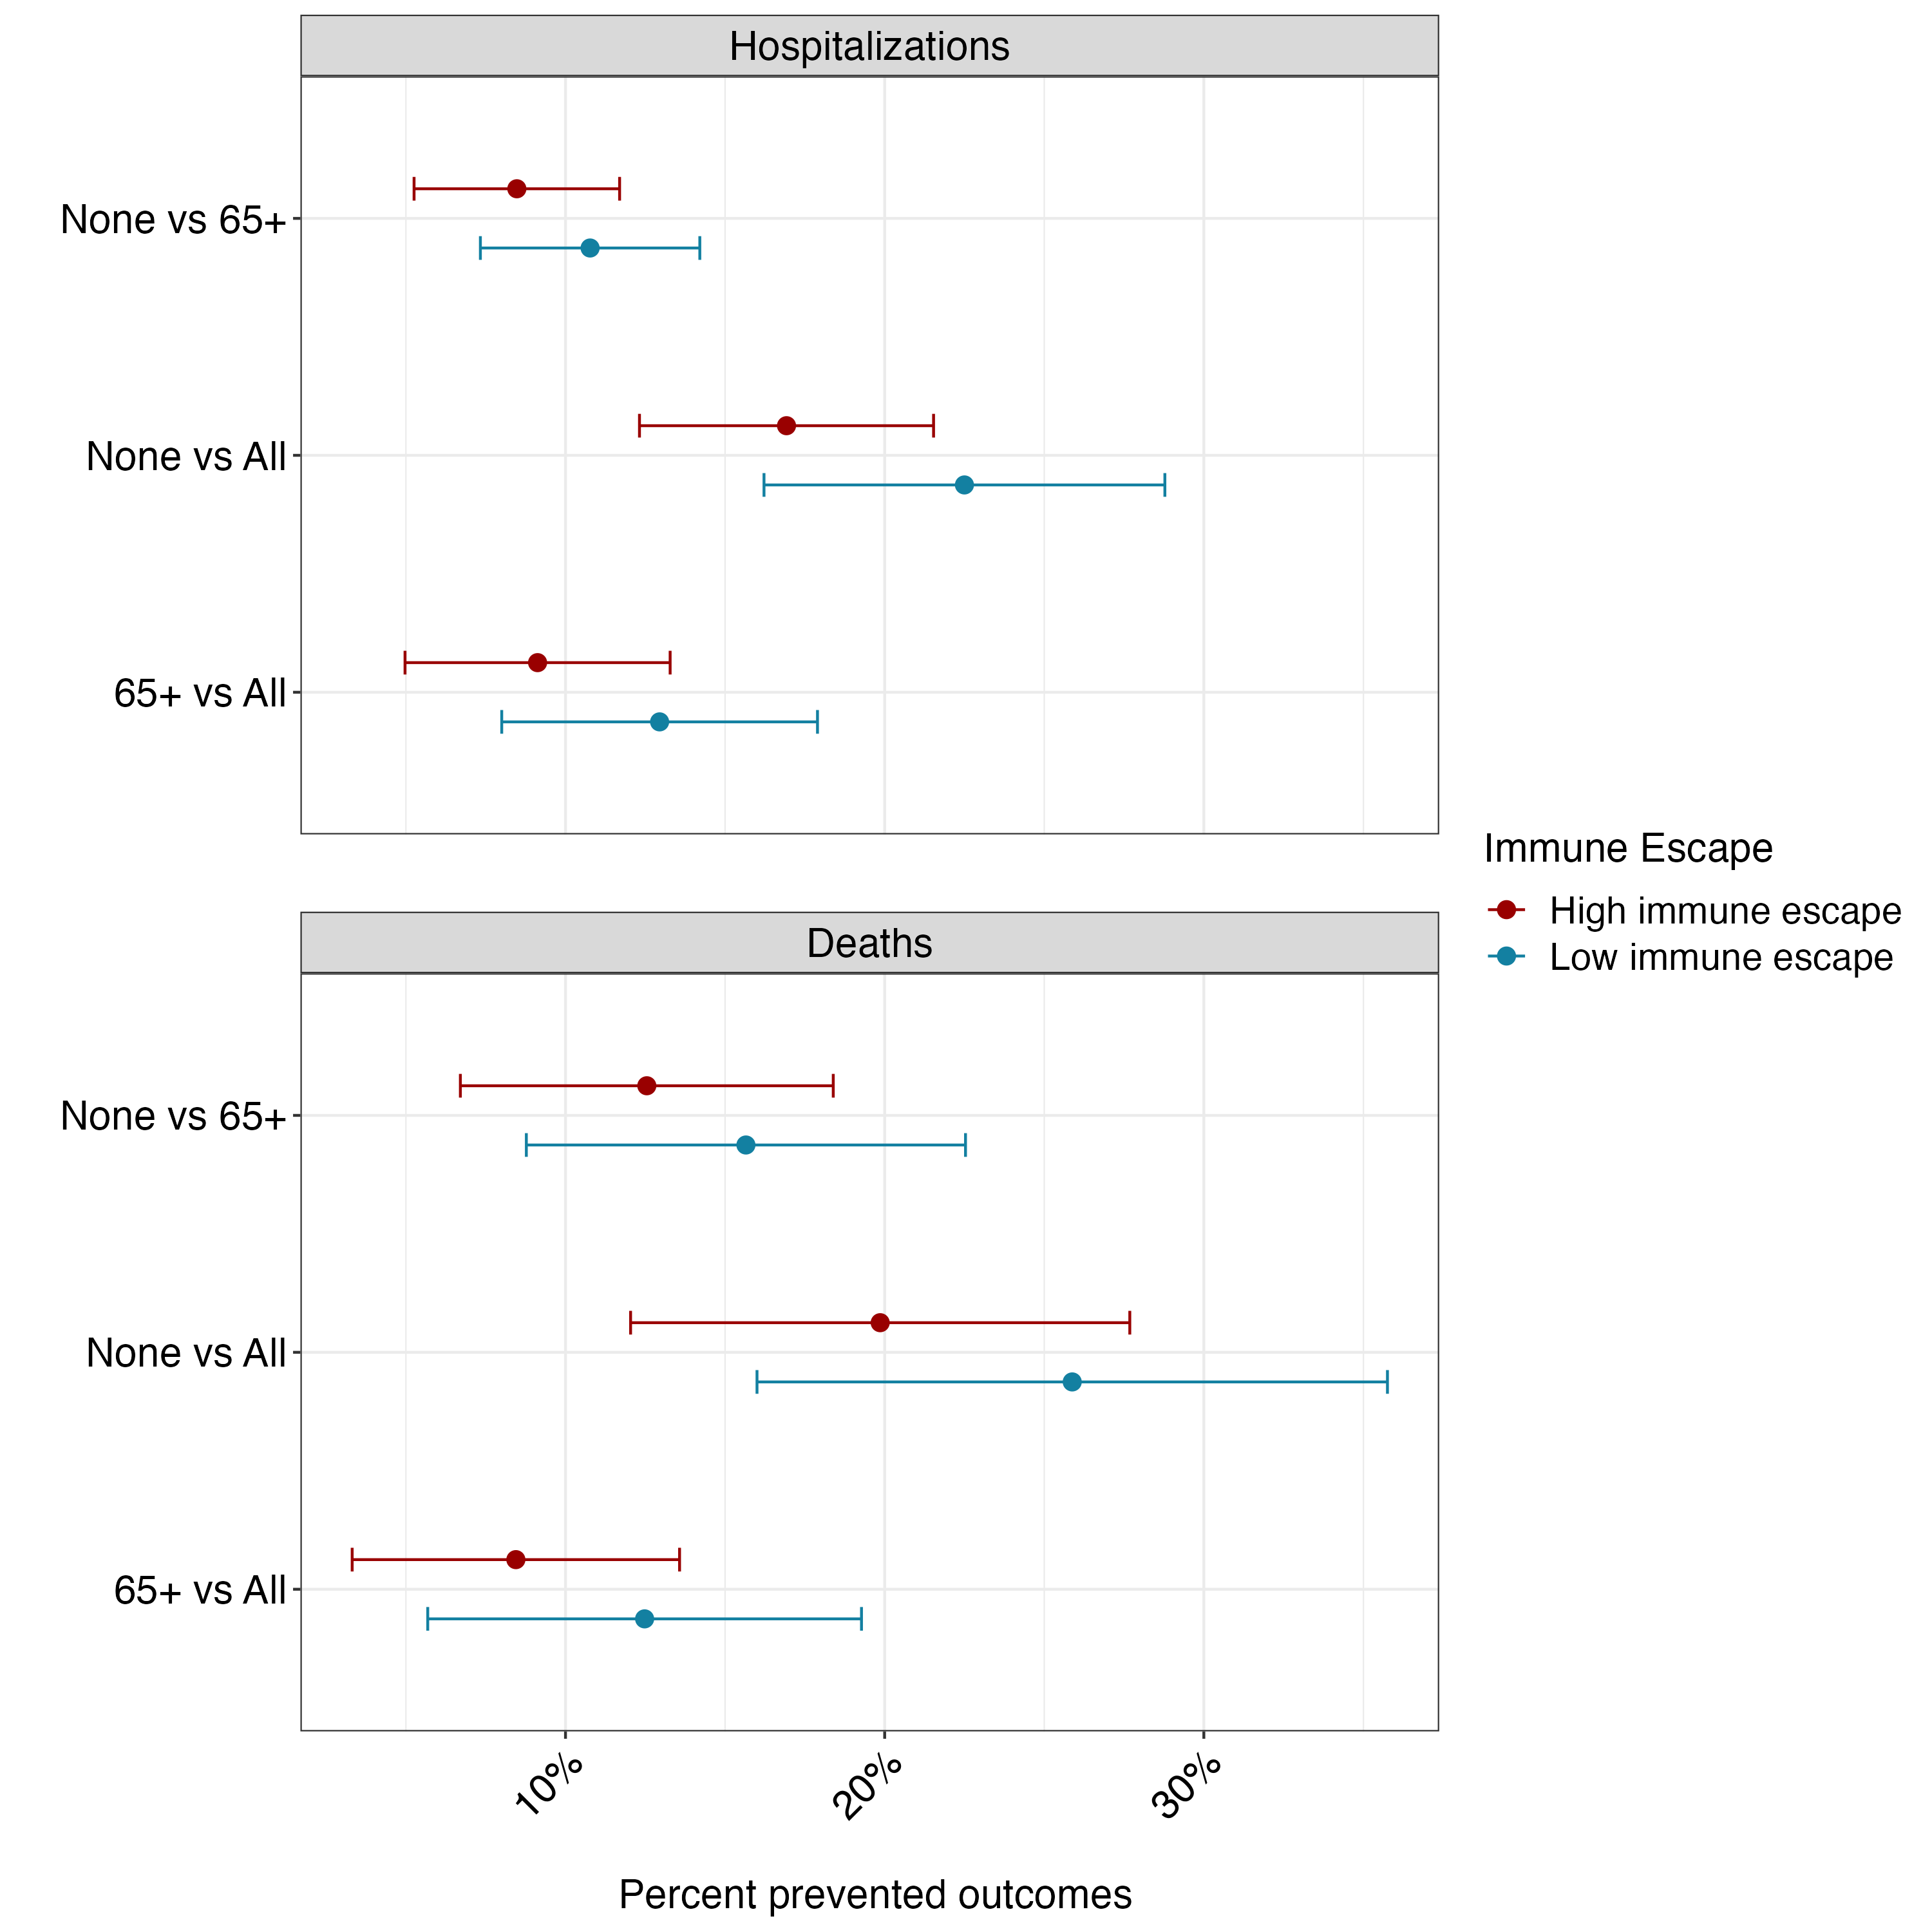 Hospitalizations
None vs 65+
None vs All
65+ vs All
Immune Escape
High immune escape
Low immune escape
Deaths
None vs 65+
None vs All
65+ vs All
10%
20%
30%
Percent prevented outcomes